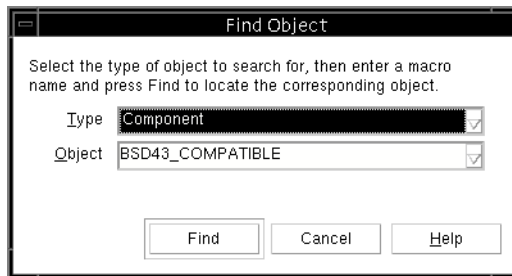 Find Object
Select the type of object to search for, then enter a macro
name and press Find to locate the corresponding object.
Type Component
Object BSD43_COMPATIBLE
Find Cancel Help